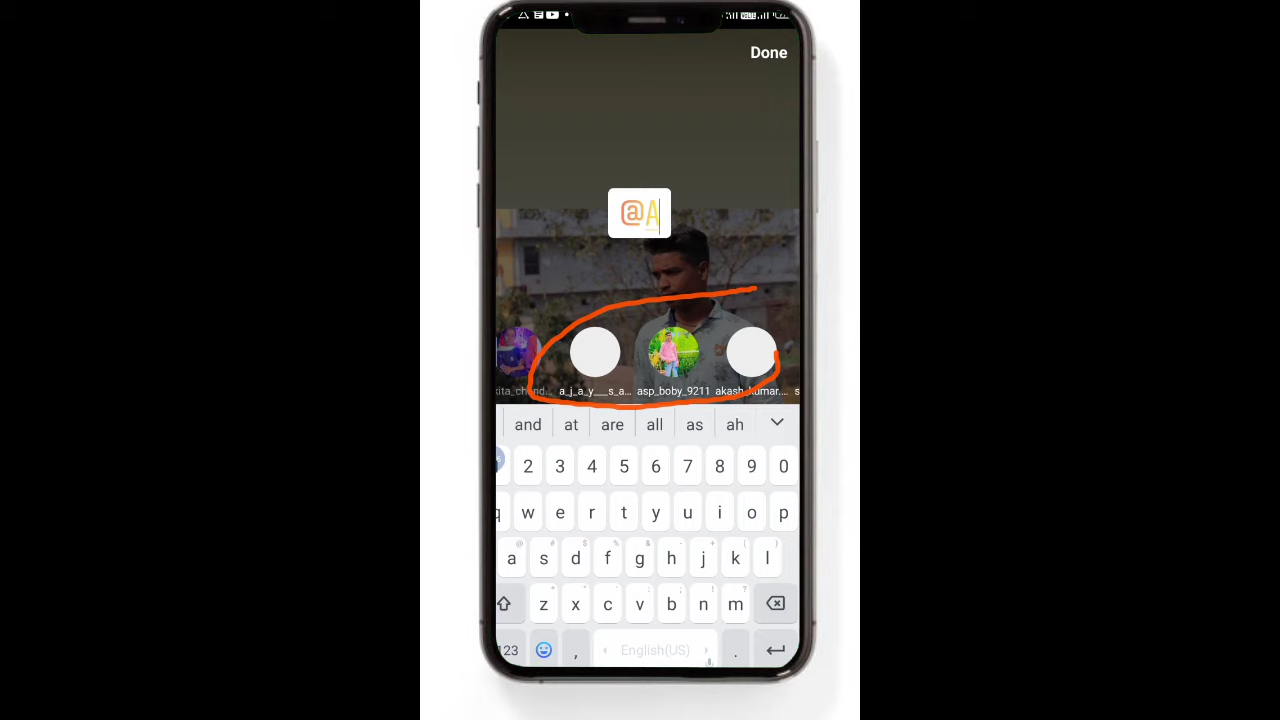 Done
@A
kita_chand... a_j_a_y___s_a... asp_boby_9211 akash_kumar.... s
and at are all as ah
2 3 4 5 6 7 8 9 0
q w e r t y u i o p
@ # $ % & - + ( )
a s d f g h j k l
* " ' : ; ! ?
z x c v b n m
123 , English(US) .